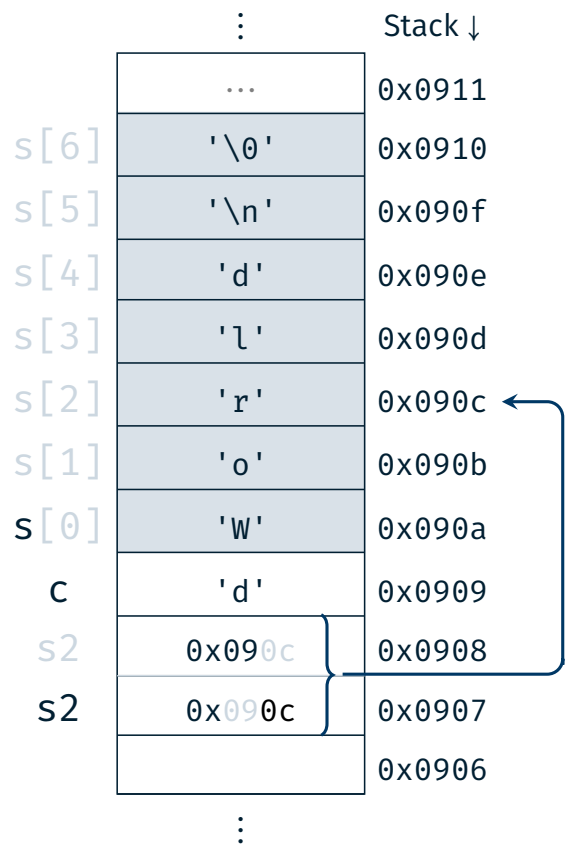 ⋮ Stack ↓
... 0x0911
s[6] '\0' 0x0910
s[5] '\n' 0x090f
s[4] 'd' 0x090e
s[3] 'l' 0x090d
s[2] 'r' 0x090c
s[1] 'o' 0x090b
s[0] 'W' 0x090a
c 'd' 0x0909
s2 0x090c 0x0908
s2 0x090c 0x0907
0x0906
⋮